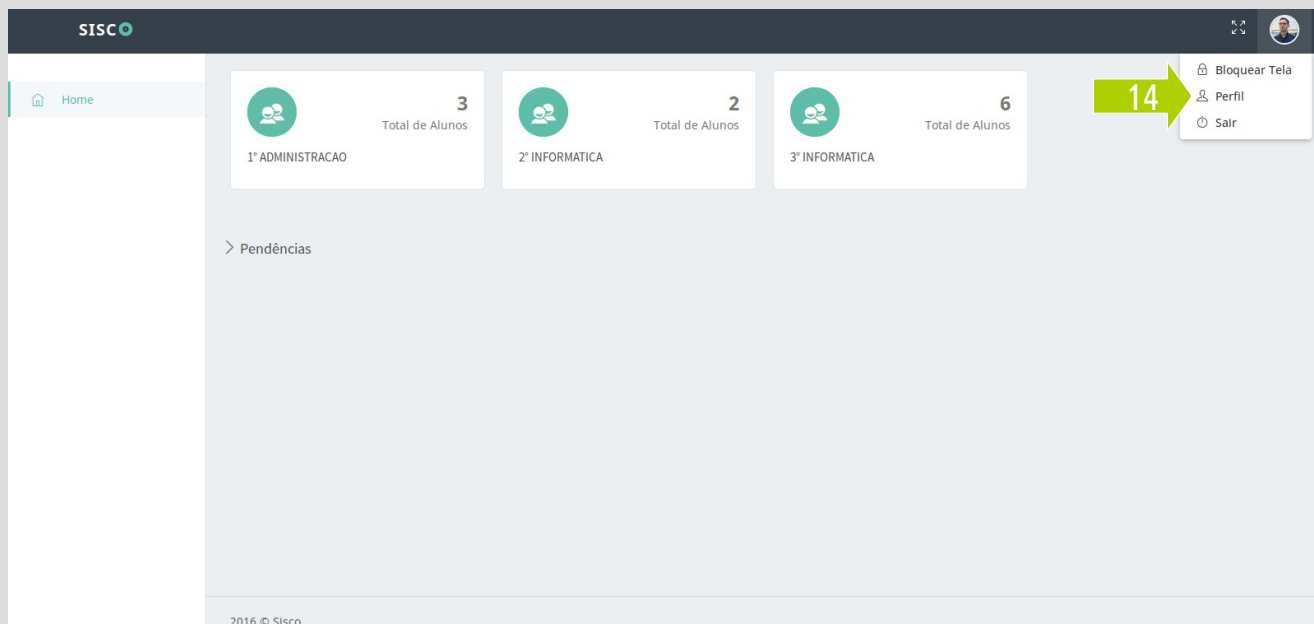 SISCO
Bloquear Tela
14
Perfil
Sair
Home
3
Total de Alunos
1° ADMINISTRACAO
2
Total de Alunos
2° INFORMATICA
6
Total de Alunos
3° INFORMATICA
Pendências
2016 © Sisco